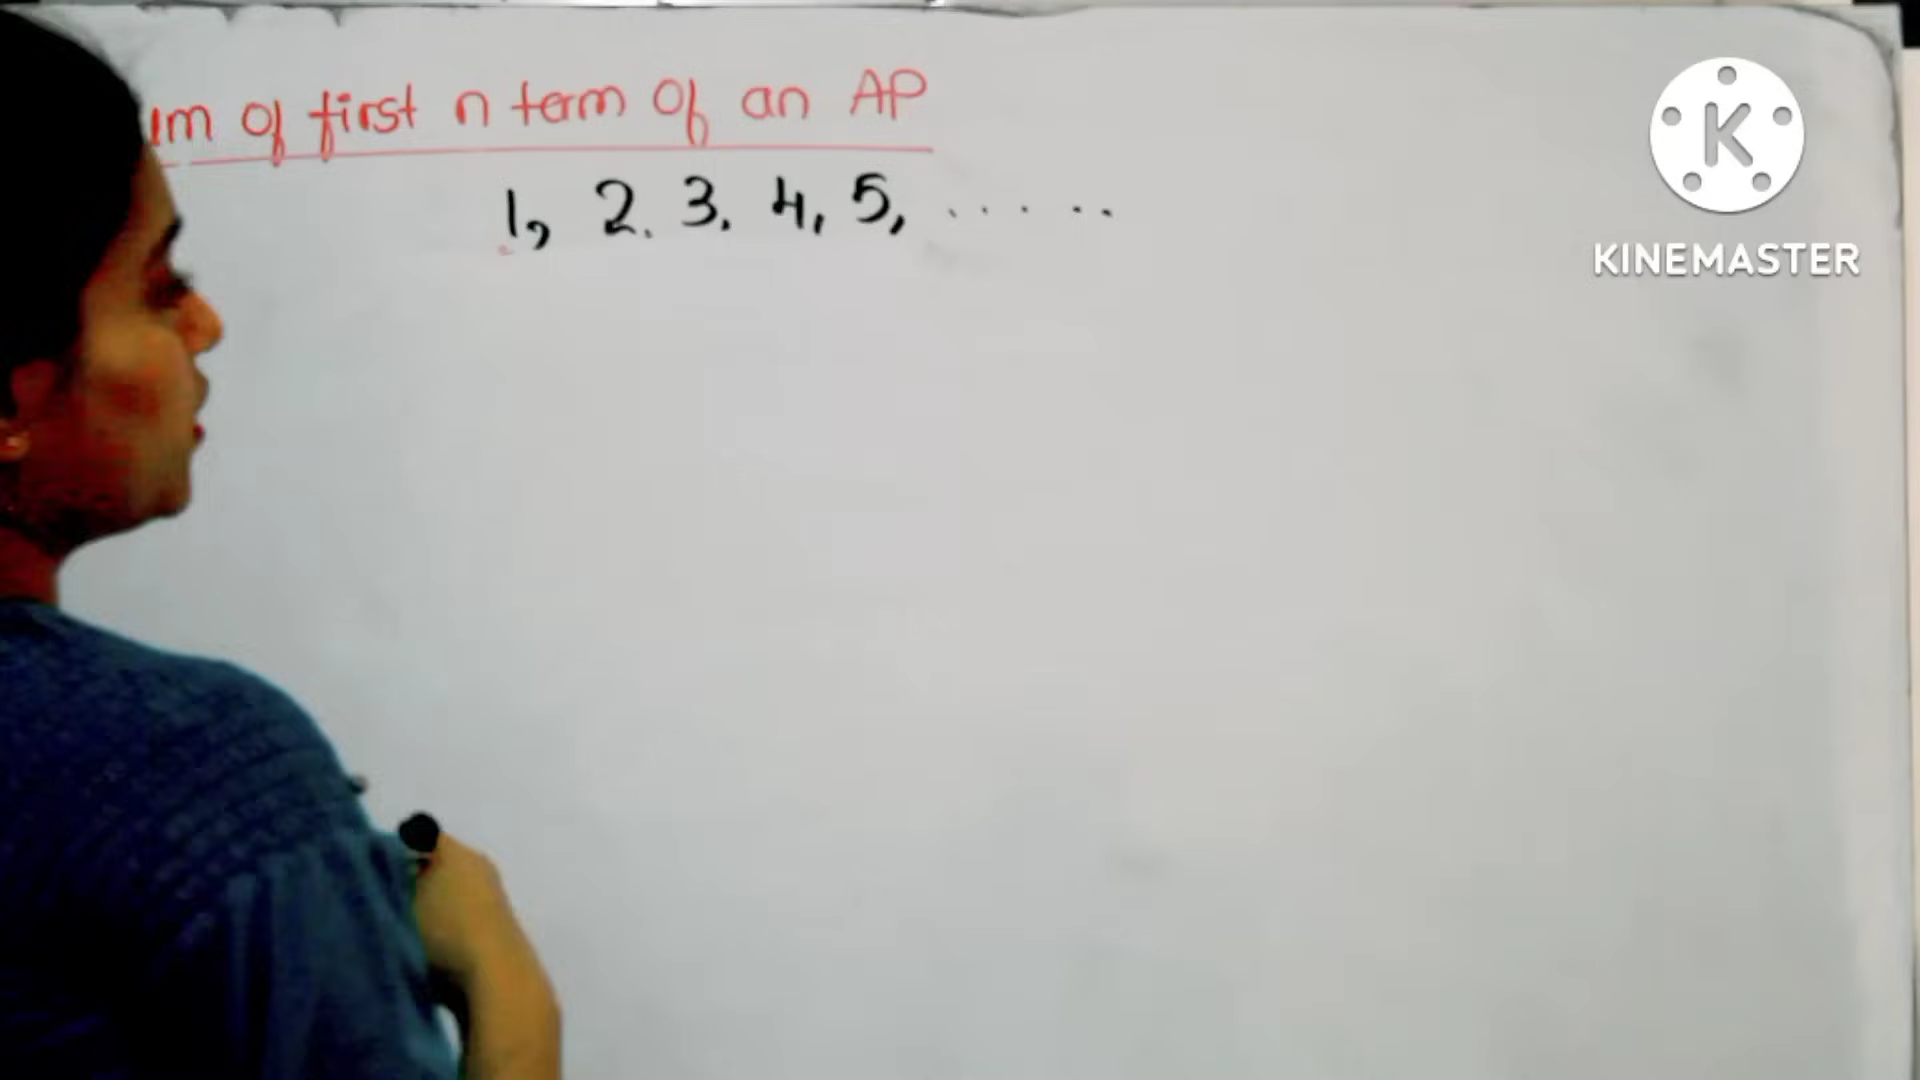 um of first n term of an AP
1, 2. 3. 4, 5, . . . . .
K
KINEMASTER